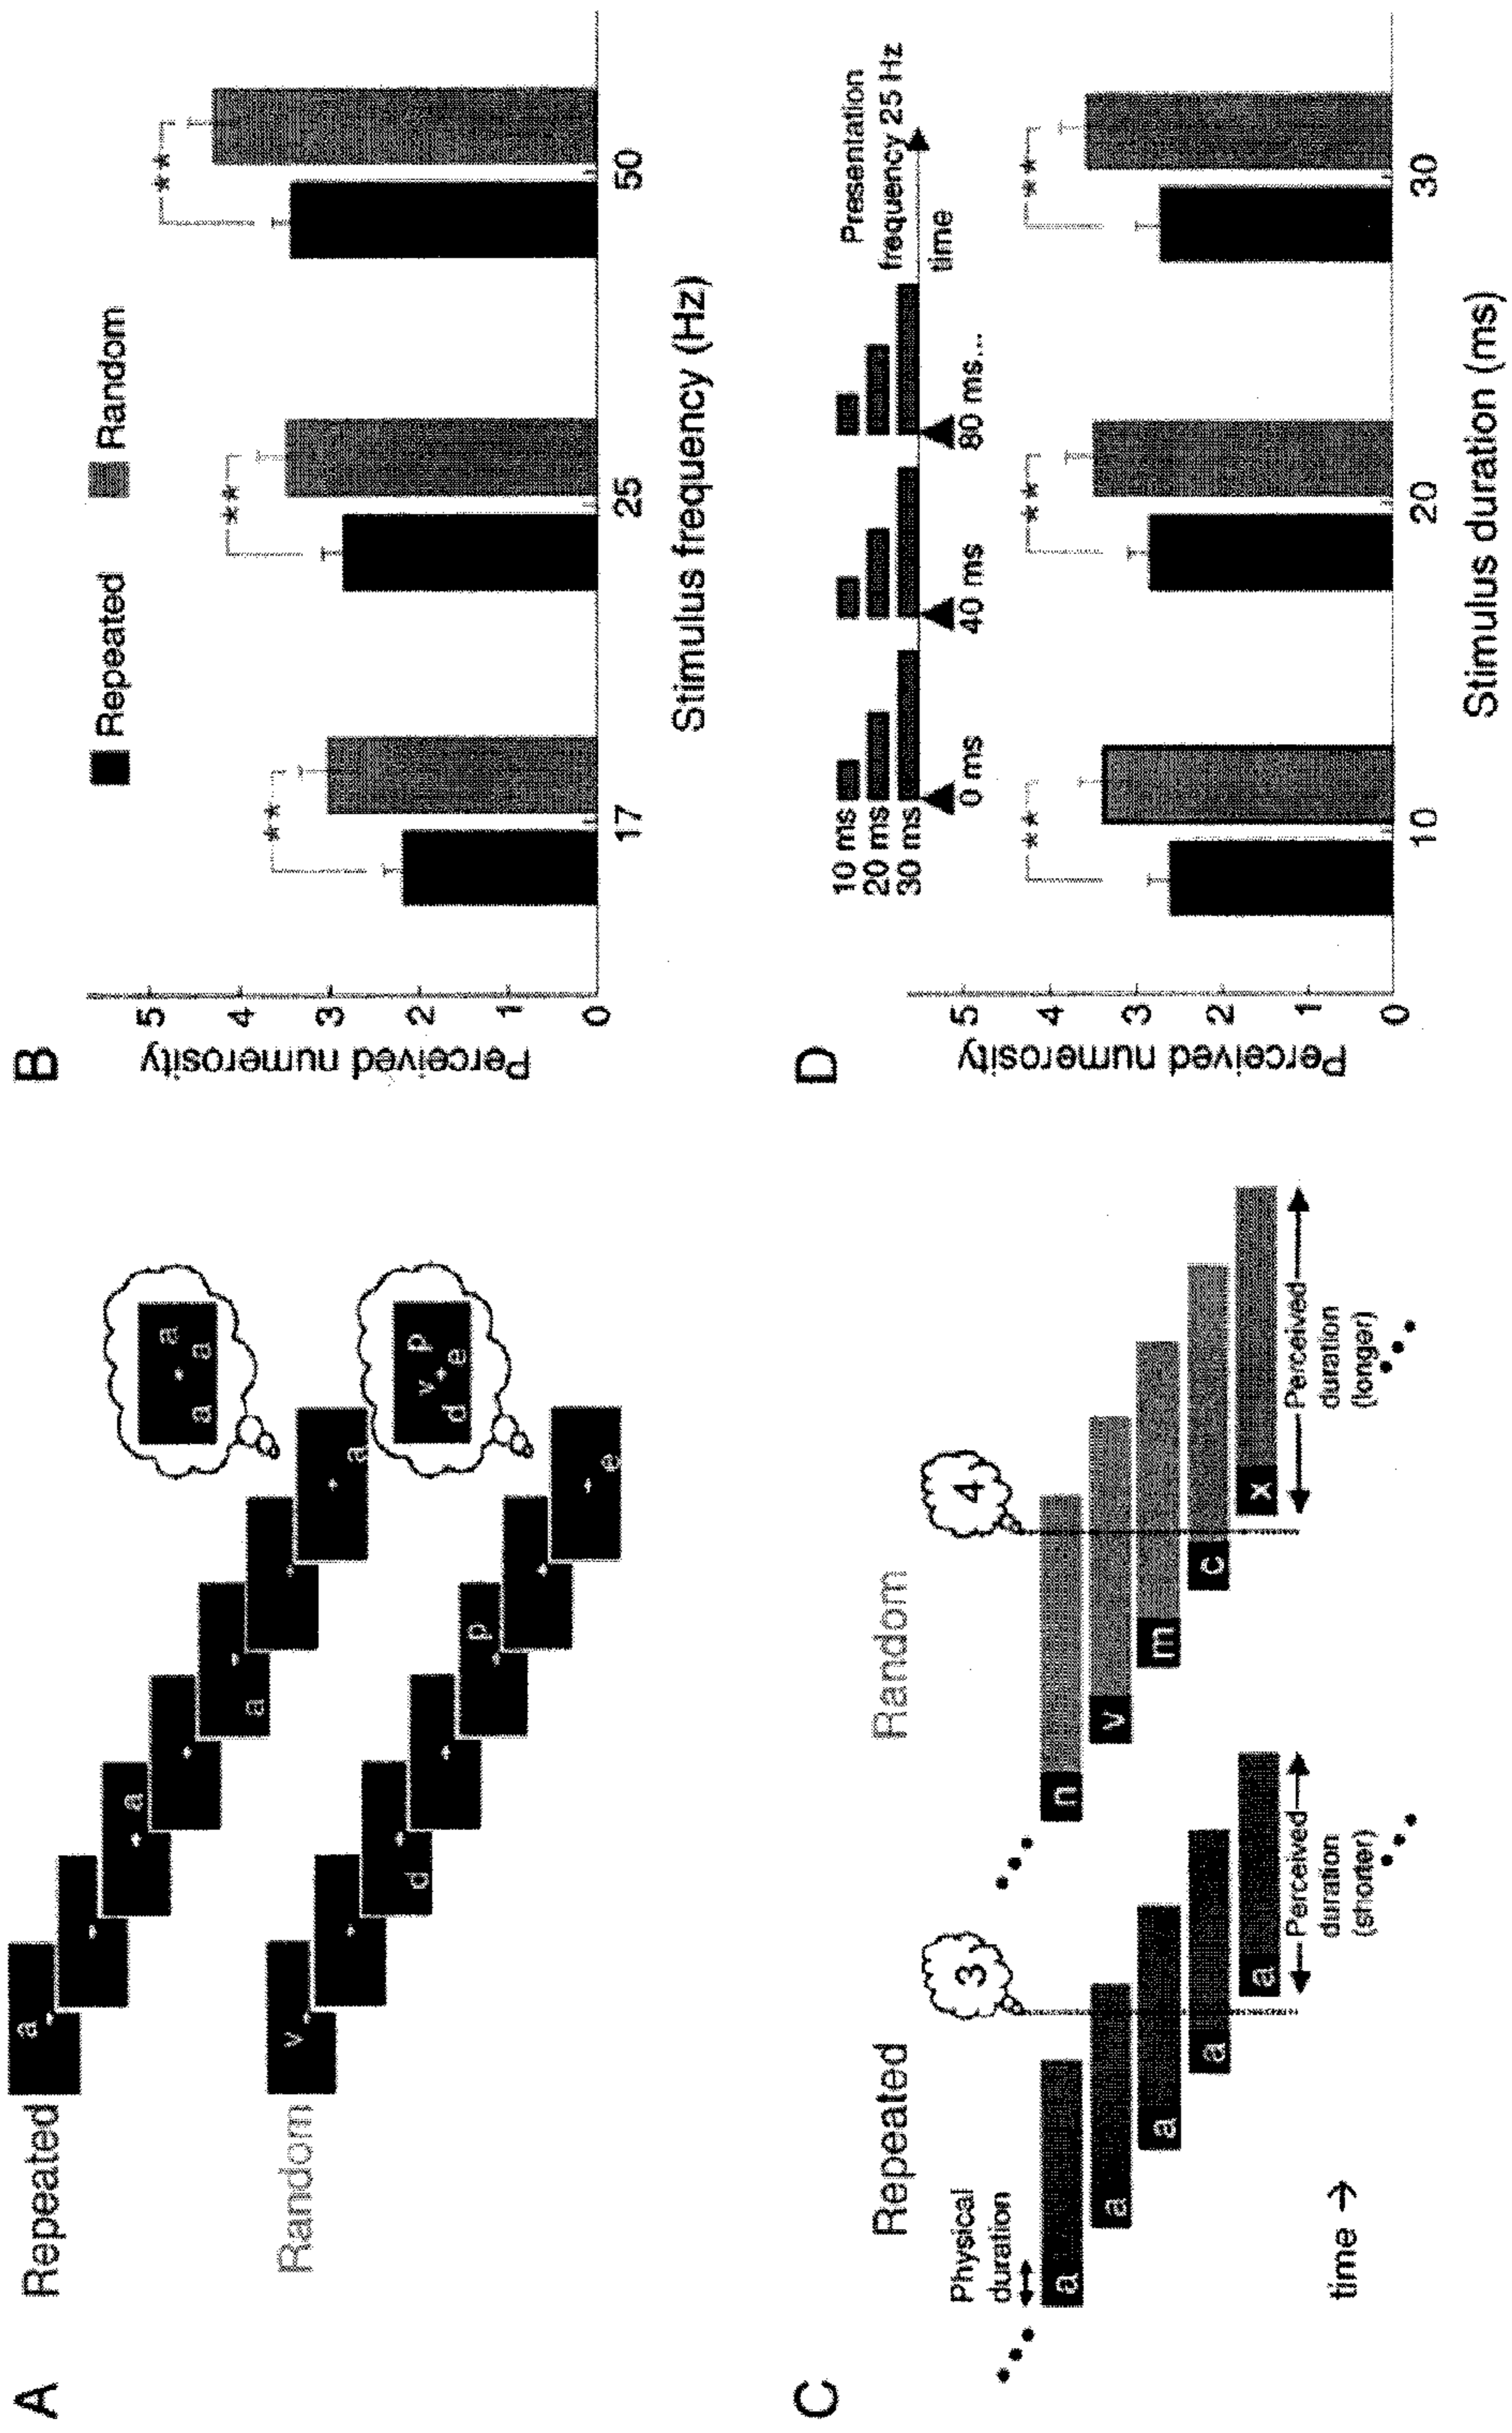 A
Repeated
a
a
a
a
a
a
a
Random
v
d
p
e
v
p
d
e
B
Repeated
Random
Perceived numerosity
5
4
3
2
1
0
**
**
**
17
25
50
Stimulus frequency (Hz)
C
Repeated
Random
Physical
duration
3
4
a
a
a
a
a
n
v
m
c
x
Perceived
duration
(shorter)
Perceived
duration
(longer)
time →
D
10 ms
20 ms
30 ms
Presentation
frequency 25 Hz
time
0 ms
40 ms
80 ms...
Perceived numerosity
5
4
3
2
1
0
**
**
**
10
20
30
Stimulus duration (ms)